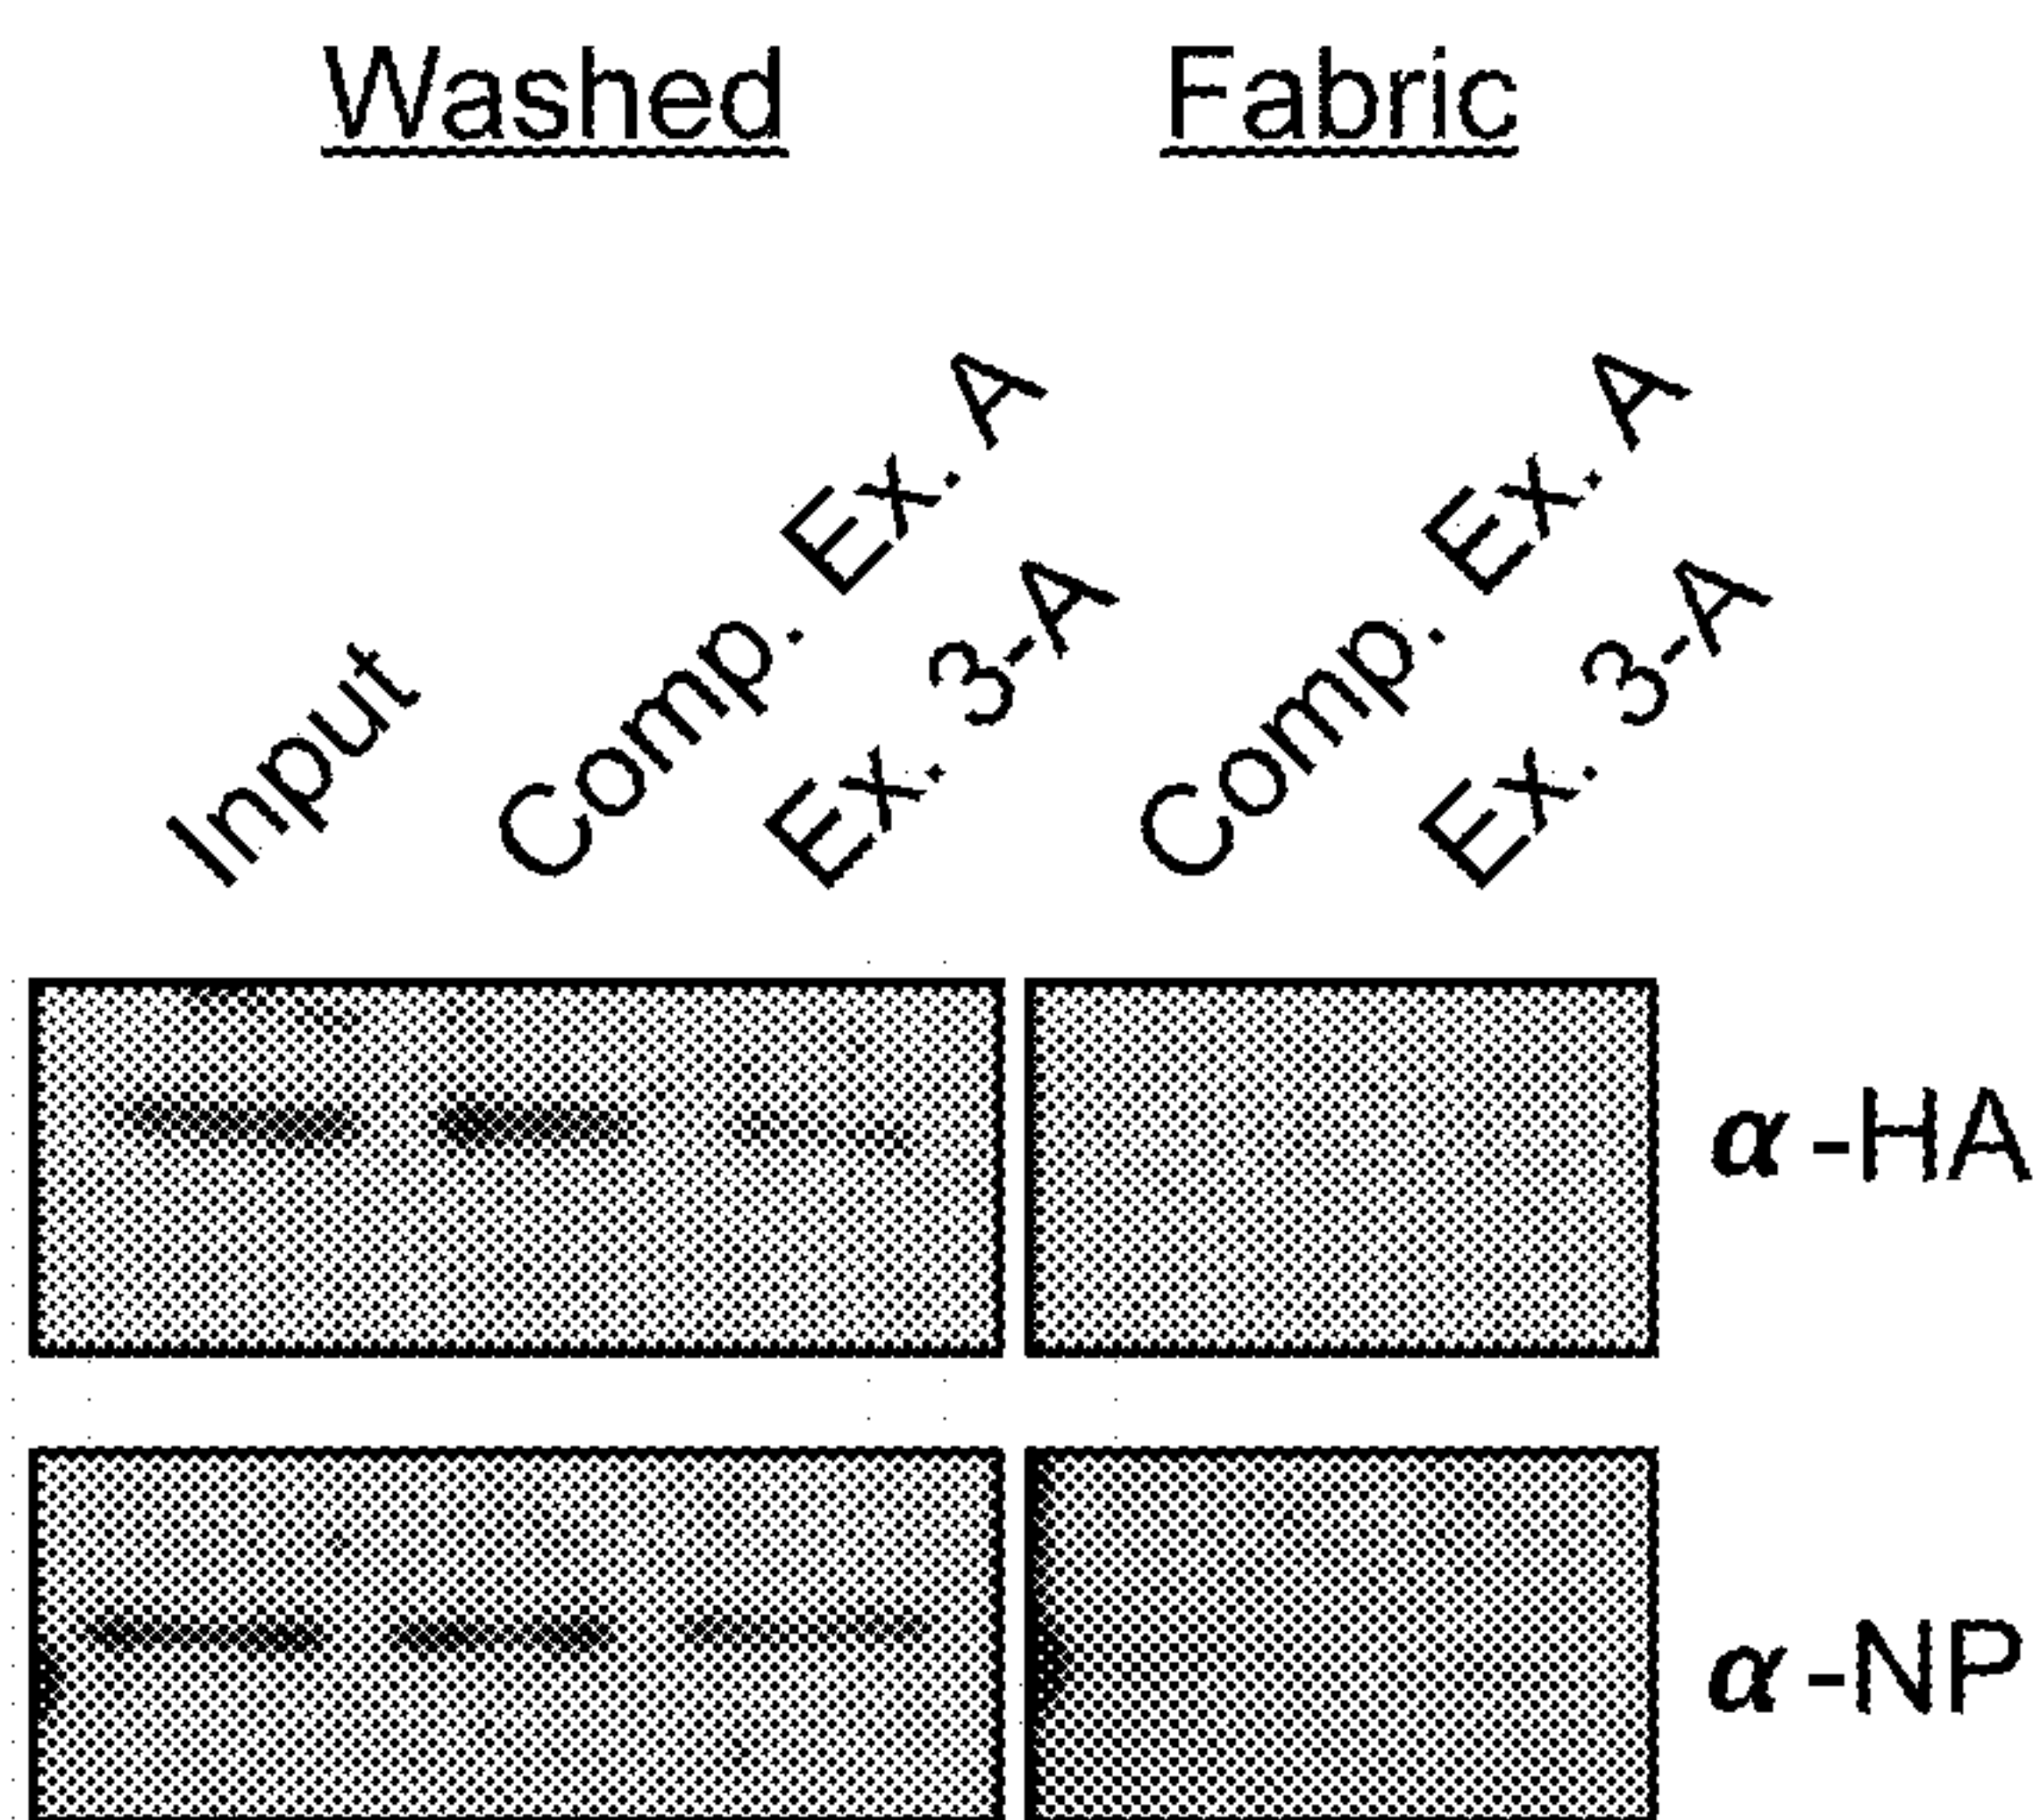 Washed
Fabric
Input
Comp. Ex. A
Ex. 3-A
Comp. Ex. A
Ex. 3-A
α-HA
α-NP